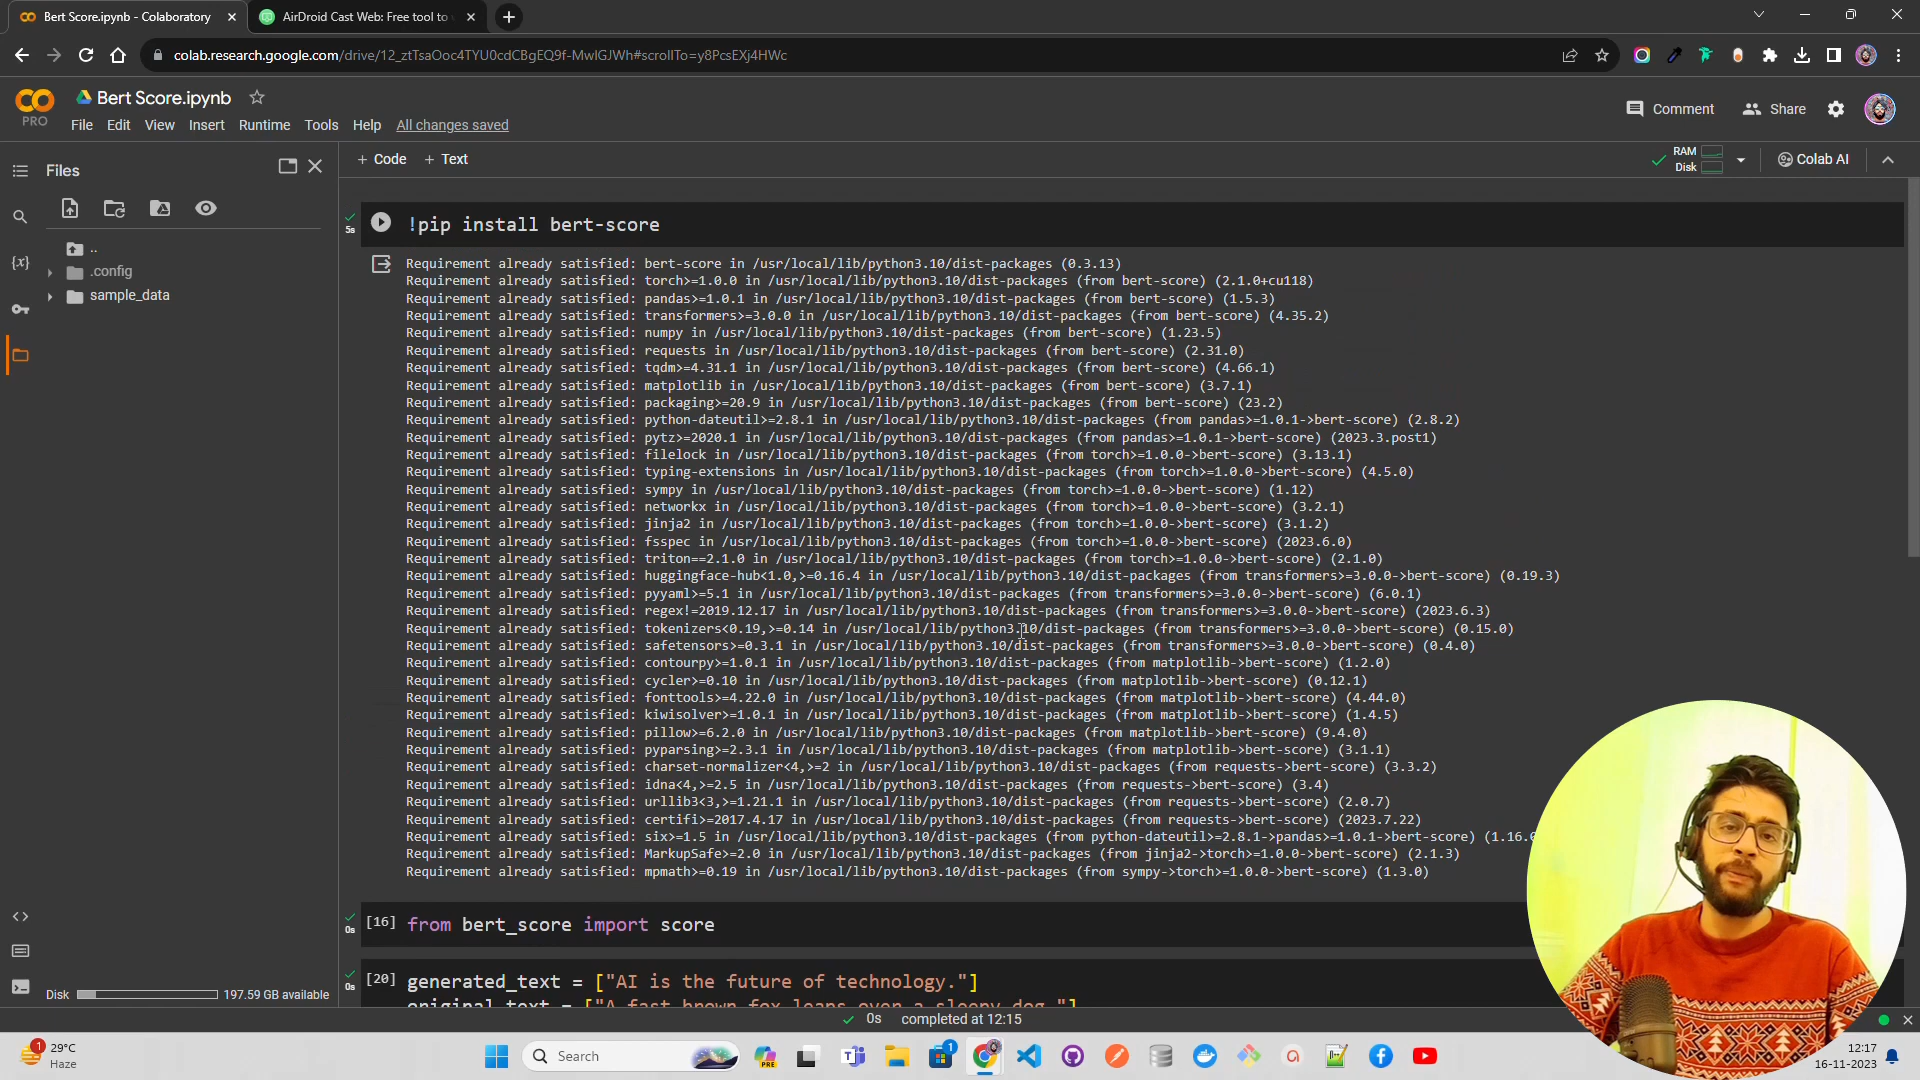 Bert Score.ipynb - Colaboratory
AirDroid Cast Web: Free tool to
colab.research.google.com/drive/12_ztTsaOoc4TYU0cdCBgEQ9f-MwlGJWh#scrollTo=y8PcsEXj4HWc
Bert Score.ipynb
PRO
File Edit View Insert Runtime Tools Help All changes saved
Comment Share
Files
+ Code + Text
RAM
Disk
Colab AI
..
.config
sample_data
{x}
5s
!pip install bert-score
Requirement already satisfied: bert-score in /usr/local/lib/python3.10/dist-packages (0.3.13)
Requirement already satisfied: torch>=1.0.0 in /usr/local/lib/python3.10/dist-packages (from bert-score) (2.1.0+cu118)
Requirement already satisfied: pandas>=1.0.1 in /usr/local/lib/python3.10/dist-packages (from bert-score) (1.5.3)
Requirement already satisfied: transformers>=3.0.0 in /usr/local/lib/python3.10/dist-packages (from bert-score) (4.35.2)
Requirement already satisfied: numpy in /usr/local/lib/python3.10/dist-packages (from bert-score) (1.23.5)
Requirement already satisfied: requests in /usr/local/lib/python3.10/dist-packages (from bert-score) (2.31.0)
Requirement already satisfied: tqdm>=4.31.1 in /usr/local/lib/python3.10/dist-packages (from bert-score) (4.66.1)
Requirement already satisfied: matplotlib in /usr/local/lib/python3.10/dist-packages (from bert-score) (3.7.1)
Requirement already satisfied: packaging>=20.9 in /usr/local/lib/python3.10/dist-packages (from bert-score) (23.2)
Requirement already satisfied: python-dateutil>=2.8.1 in /usr/local/lib/python3.10/dist-packages (from pandas>=1.0.1->bert-score) (2.8.2)
Requirement already satisfied: pytz>=2020.1 in /usr/local/lib/python3.10/dist-packages (from pandas>=1.0.1->bert-score) (2023.3.post1)
Requirement already satisfied: filelock in /usr/local/lib/python3.10/dist-packages (from torch>=1.0.0->bert-score) (3.13.1)
Requirement already satisfied: typing-extensions in /usr/local/lib/python3.10/dist-packages (from torch>=1.0.0->bert-score) (4.5.0)
Requirement already satisfied: sympy in /usr/local/lib/python3.10/dist-packages (from torch>=1.0.0->bert-score) (1.12)
Requirement already satisfied: networkx in /usr/local/lib/python3.10/dist-packages (from torch>=1.0.0->bert-score) (3.2.1)
Requirement already satisfied: jinja2 in /usr/local/lib/python3.10/dist-packages (from torch>=1.0.0->bert-score) (3.1.2)
Requirement already satisfied: fsspec in /usr/local/lib/python3.10/dist-packages (from torch>=1.0.0->bert-score) (2023.6.0)
Requirement already satisfied: triton==2.1.0 in /usr/local/lib/python3.10/dist-packages (from torch>=1.0.0->bert-score) (2.1.0)
Requirement already satisfied: huggingface-hub<1.0,>=0.16.4 in /usr/local/lib/python3.10/dist-packages (from transformers>=3.0.0->bert-score) (0.19.3)
Requirement already satisfied: pyyaml>=5.1 in /usr/local/lib/python3.10/dist-packages (from transformers>=3.0.0->bert-score) (6.0.1)
Requirement already satisfied: regex!=2019.12.17 in /usr/local/lib/python3.10/dist-packages (from transformers>=3.0.0->bert-score) (2023.6.3)
Requirement already satisfied: tokenizers<0.19,>=0.14 in /usr/local/lib/python3.10/dist-packages (from transformers>=3.0.0->bert-score) (0.15.0)
Requirement already satisfied: safetensors>=0.3.1 in /usr/local/lib/python3.10/dist-packages (from transformers>=3.0.0->bert-score) (0.4.0)
Requirement already satisfied: contourpy>=1.0.1 in /usr/local/lib/python3.10/dist-packages (from matplotlib->bert-score) (1.2.0)
Requirement already satisfied: cycler>=0.10 in /usr/local/lib/python3.10/dist-packages (from matplotlib->bert-score) (0.12.1)
Requirement already satisfied: fonttools>=4.22.0 in /usr/local/lib/python3.10/dist-packages (from matplotlib->bert-score) (4.44.0)
Requirement already satisfied: kiwisolver>=1.0.1 in /usr/local/lib/python3.10/dist-packages (from matplotlib->bert-score) (1.4.5)
Requirement already satisfied: pillow>=6.2.0 in /usr/local/lib/python3.10/dist-packages (from matplotlib->bert-score) (9.4.0)
Requirement already satisfied: pyparsing>=2.3.1 in /usr/local/lib/python3.10/dist-packages (from matplotlib->bert-score) (3.1.1)
Requirement already satisfied: charset-normalizer<4,>=2 in /usr/local/lib/python3.10/dist-packages (from requests->bert-score) (3.3.2)
Requirement already satisfied: idna<4,>=2.5 in /usr/local/lib/python3.10/dist-packages (from requests->bert-score) (3.4)
Requirement already satisfied: urllib3<3,>=1.21.1 in /usr/local/lib/python3.10/dist-packages (from requests->bert-score) (2.0.7)
Requirement already satisfied: certifi>=2017.4.17 in /usr/local/lib/python3.10/dist-packages (from requests->bert-score) (2023.7.22)
Requirement already satisfied: six>=1.5 in /usr/local/lib/python3.10/dist-packages (from python-dateutil>=2.8.1->pandas>=1.0.1->bert-score) (1.16.0
Requirement already satisfied: MarkupSafe>=2.0 in /usr/local/lib/python3.10/dist-packages (from jinja2->torch>=1.0.0->bert-score) (2.1.3)
Requirement already satisfied: mpmath>=0.19 in /usr/local/lib/python3.10/dist-packages (from sympy->torch>=1.0.0->bert-score) (1.3.0)
0s
[16] from bert_score import score
0s
[20] generated_text = ["AI is the future of technology."]
original_text = ["A fast brown fox leaps over a sleepy dog."]
Disk 197.59 GB available
0s completed at 12:15
1
29°C
Haze
Search
PRE
1
12:17
16-11-2023